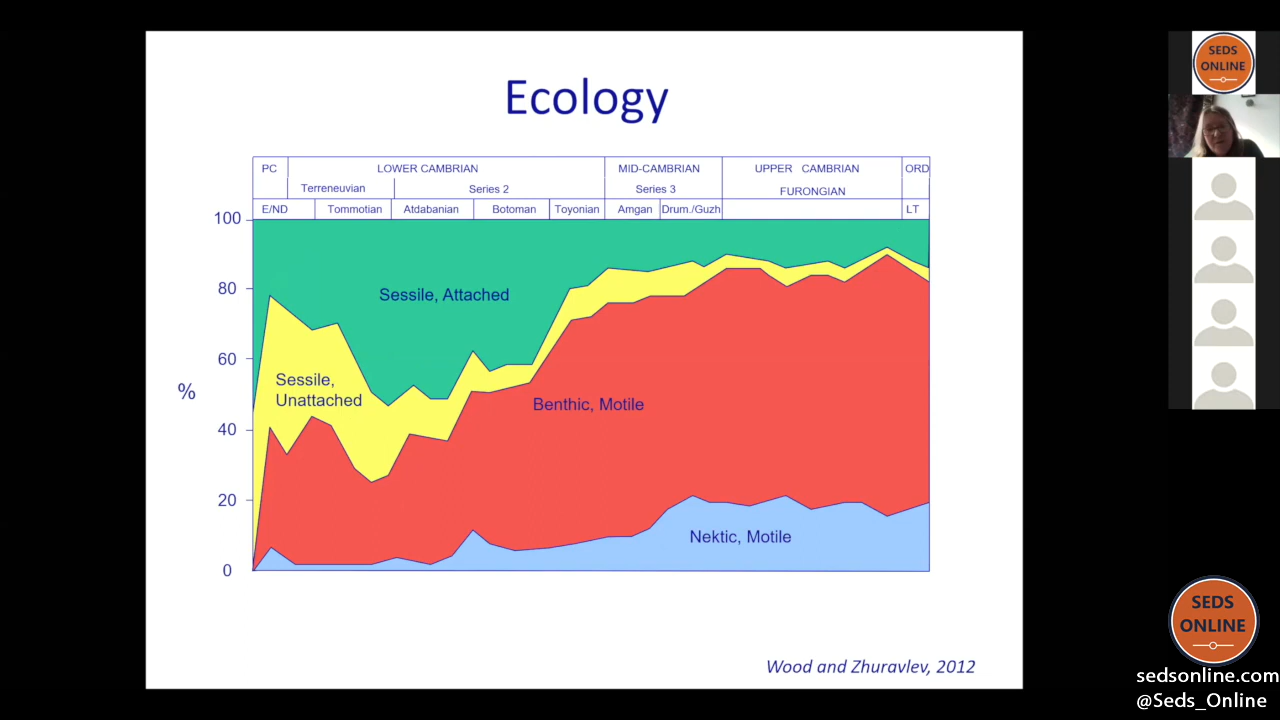 Ecology
PC LOWER CAMBRIAN MID-CAMBRIAN UPPER CAMBRIAN ORD
Terreneuvian Series 2 Series 3 FURONGIAN
E/ND Tommotian Atdabanian Botoman Toyonian Amgan Drum./Guzh LT
100
80
60
40
20
0
%
Sessile, Attached
Sessile,
Unattached
Benthic, Motile
Nektic, Motile
Wood and Zhuravlev, 2012
SEDS
ONLINE
SEDS
ONLINE
sedsonline.com
@Seds_Online